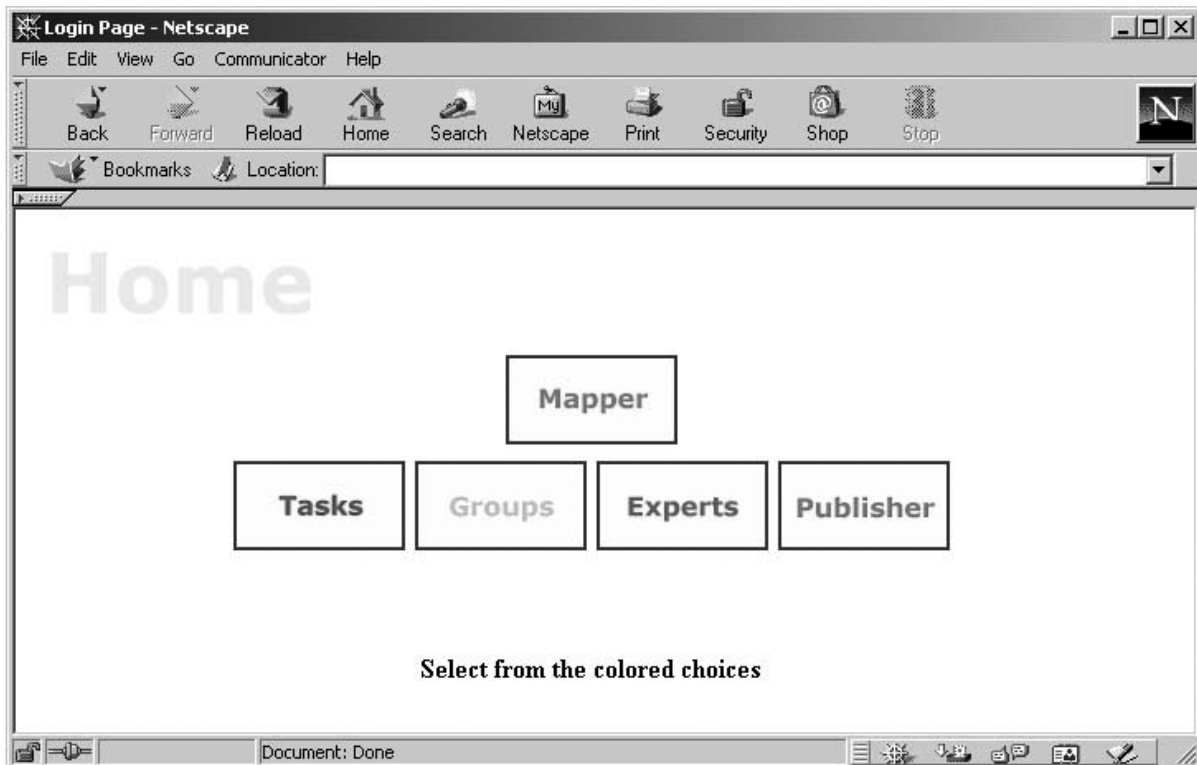 Login Page - Netscape
File Edit View Go Communicator Help
My
N
Back Forward Reload Home Search Netscape Print Security Shop Stop
Bookmarks Location:
Home
Mapper
Tasks Groups Experts Publisher
Select from the colored choices
Document: Done